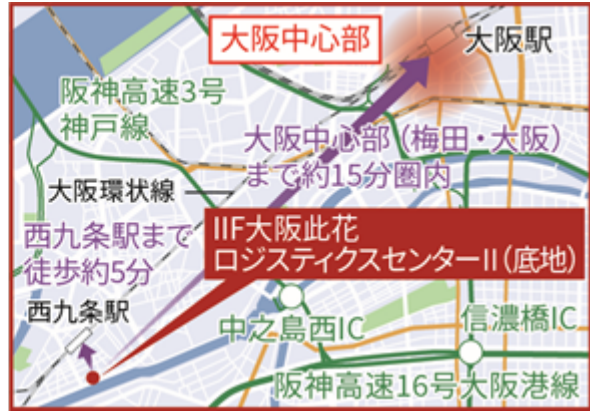 大阪中心部
大阪駅
阪神高速3号
神戸線
大阪中心部（梅田・大阪）
まで約15分圏内
大阪環状線
西九条駅まで
徒歩約5分
IIF大阪此花
ロジスティクスセンターII（底地）
西九条駅
中之島西IC
信濃橋IC
阪神高速16号大阪港線